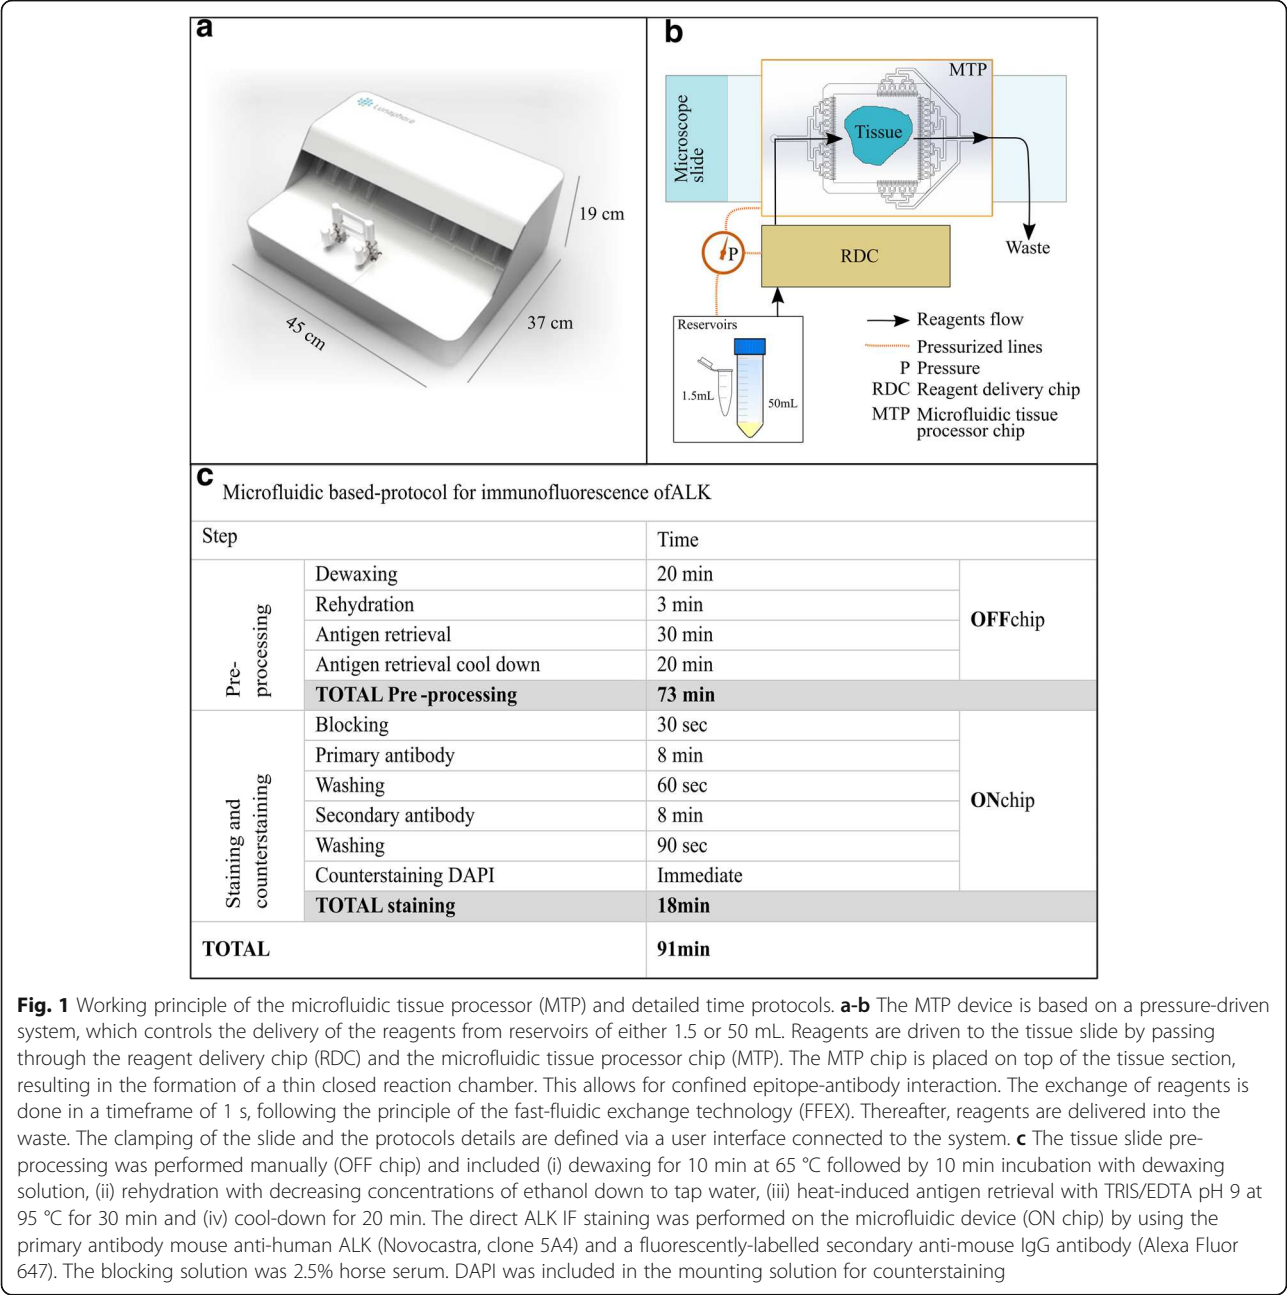 a
Lunaphore
19 cm
37 cm
45 cm
b
MTP
Microscope
slide
Tissue
P
RDC
Waste
Reservoirs
1.5mL
50mL
Reagents flow
Pressurized lines
P Pressure
RDC Reagent delivery chip
MTP Microfluidic tissue
processor chip
c
Microfluidic based-protocol for immunofluorescence ofALK
Step Time
Pre-
processing
Dewaxing 20 min
Rehydration 3 min
Antigen retrieval 30 min
Antigen retrieval cool down 20 min
OFFchip
TOTAL Pre -processing 73 min
Staining and
counterstaining
Blocking 30 sec
Primary antibody 8 min
Washing 60 sec
Secondary antibody 8 min
Washing 90 sec
Counterstaining DAPI Immediate
ONchip
TOTAL staining 18min
TOTAL 91min
Fig. 1 Working principle of the microfluidic tissue processor (MTP) and detailed time protocols. a-b The MTP device is based on a pressure-driven
system, which controls the delivery of the reagents from reservoirs of either 1.5 or 50 mL. Reagents are driven to the tissue slide by passing
through the reagent delivery chip (RDC) and the microfluidic tissue processor chip (MTP). The MTP chip is placed on top of the tissue section,
resulting in the formation of a thin closed reaction chamber. This allows for confined epitope-antibody interaction. The exchange of reagents is
done in a timeframe of 1 s, following the principle of the fast-fluidic exchange technology (FFEX). Thereafter, reagents are delivered into the
waste. The clamping of the slide and the protocols details are defined via a user interface connected to the system. c The tissue slide pre-
processing was performed manually (OFF chip) and included (i) dewaxing for 10 min at 65 °C followed by 10 min incubation with dewaxing
solution, (ii) rehydration with decreasing concentrations of ethanol down to tap water, (iii) heat-induced antigen retrieval with TRIS/EDTA pH 9 at
95 °C for 30 min and (iv) cool-down for 20 min. The direct ALK IF staining was performed on the microfluidic device (ON chip) by using the
primary antibody mouse anti-human ALK (Novocastra, clone 5A4) and a fluorescently-labelled secondary anti-mouse IgG antibody (Alexa Fluor
647). The blocking solution was 2.5% horse serum. DAPI was included in the mounting solution for counterstaining